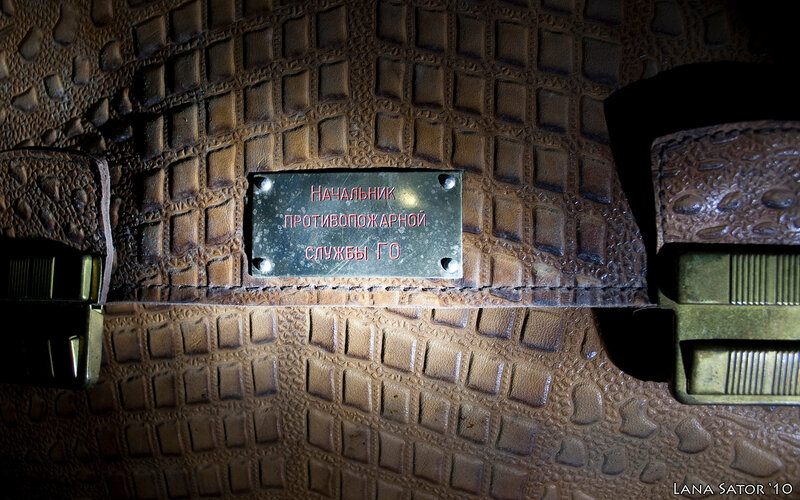 Начальник
противопожарной
службы ГО
Lana Sator '10